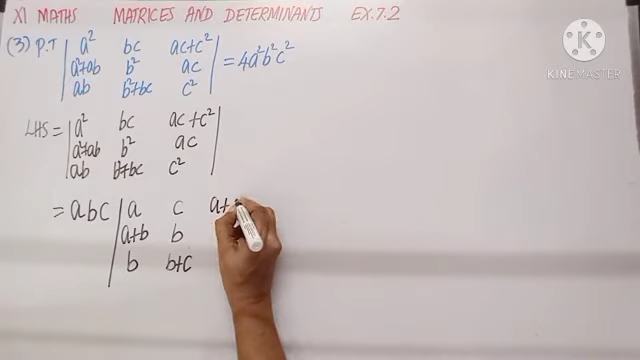 XI MATHS MATRICES AND DETERMINANTS EX.7.2
(3) P.T | a² bc ac+c² |
| a²+ab b² ac | = 4a²b²c²
| ab b²+bc c² |
LHS = | a² bc ac+c² |
| a²+ab b² ac |
| ab b²+bc c² |
= abc | a c a+
| a+b b
| b b+c
KINEMASTER